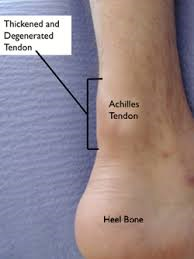 Thickened and
Degenerated
Tendon
Achilles
Tendon
Heel Bone